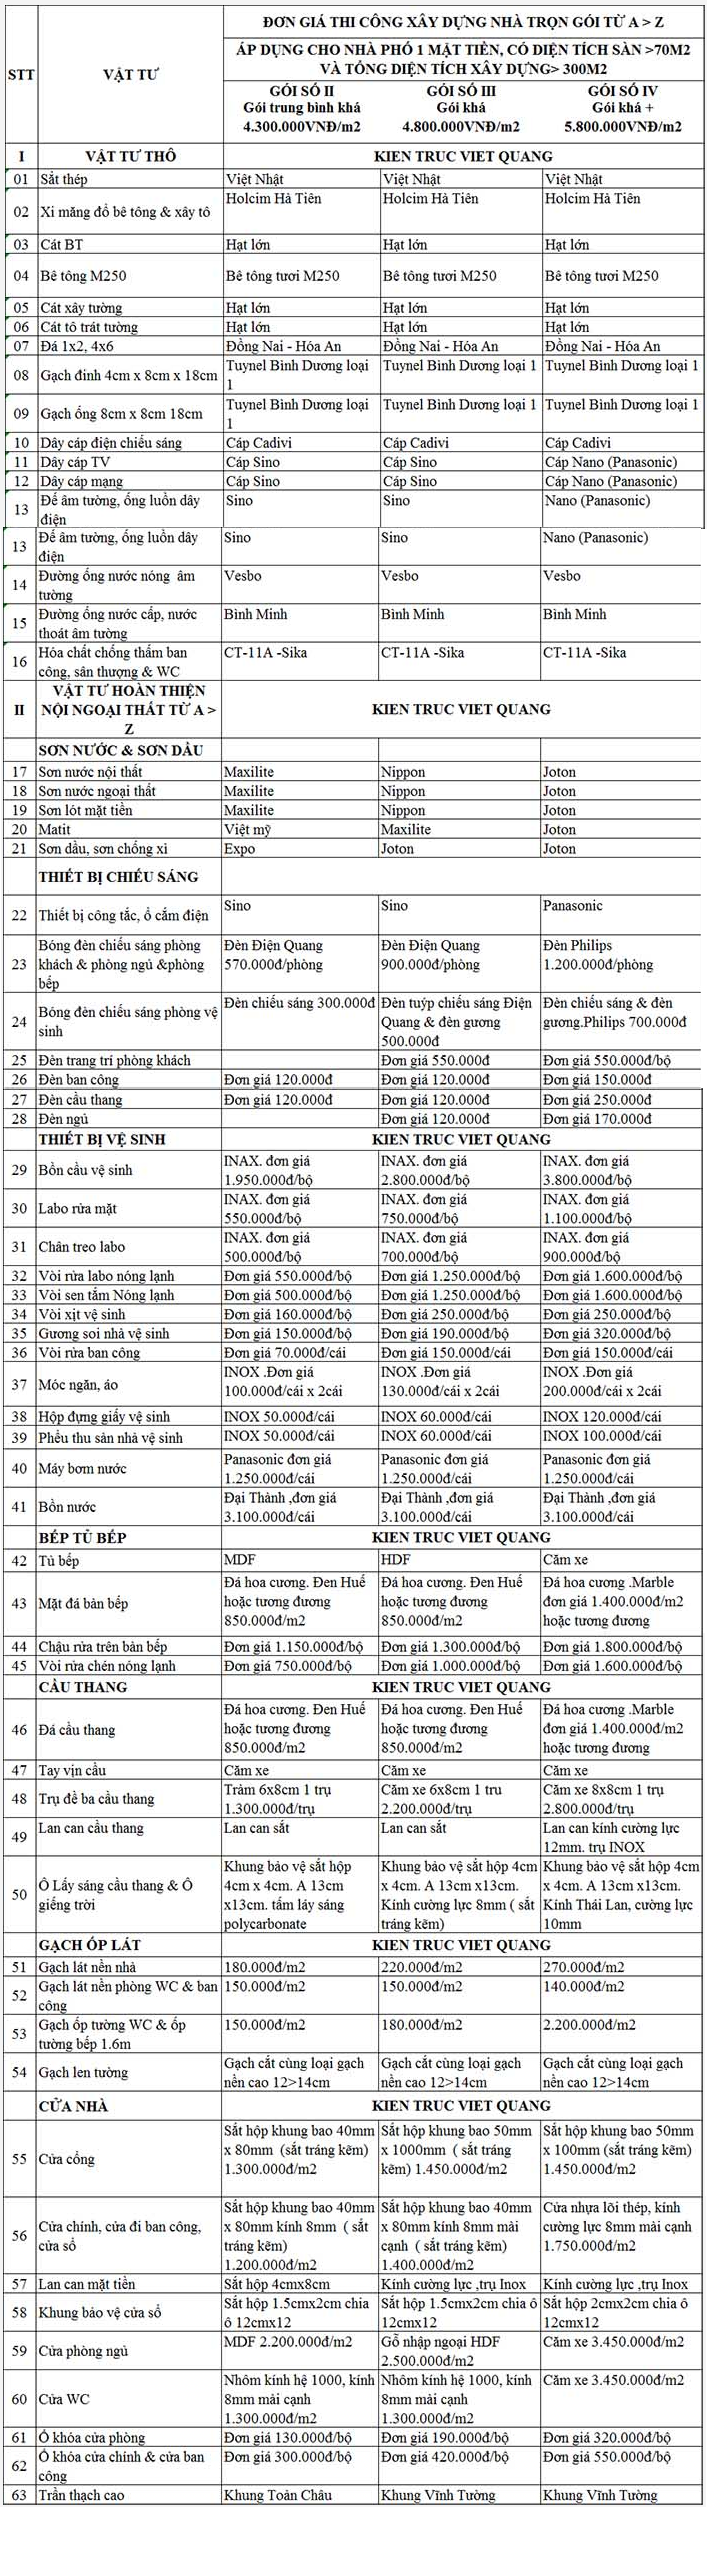 ĐƠN GIÁ THI CÔNG XÂY DỰNG NHÀ TRỌN GÓI TỪ A > Z
STT VẬT TƯ
ÁP DỤNG CHO NHÀ PHỐ 1 MẶT TIỀN, CÓ DIỆN TÍCH SÀN >70M2
VÀ TỔNG DIỆN TÍCH XÂY DỰNG> 300M2
GÓI SỐ II GÓI SỐ III GÓI SỐ IV
Gói trung bình khá Gói khá Gói khá +
4.300.000VNĐ/m2 4.800.000VNĐ/m2 5.800.000VNĐ/m2
I VẬT TƯ THÔ KIEN TRUC VIET QUANG
01 Sắt thép Việt Nhật Việt Nhật Việt Nhật
02 Xi măng đổ bê tông & xây tô Holcim Hà Tiên Holcim Hà Tiên Holcim Hà Tiên
03 Cát BT Hạt lớn Hạt lớn Hạt lớn
04 Bê tông M250 Bê tông tươi M250 Bê tông tươi M250 Bê tông tươi M250
05 Cát xây tường Hạt lớn Hạt lớn Hạt lớn
06 Cát tô trát tường Hạt lớn Hạt lớn Hạt lớn
07 Đá 1x2, 4x6 Đồng Nai - Hóa An Đồng Nai - Hóa An Đồng Nai - Hóa An
08 Gạch đinh 4cm x 8cm x 18cm Tuynel Bình Dương loại Tuynel Bình Dương loại 1 Tuynel Bình Dương loại 1
1
09 Gạch ống 8cm x 8cm 18cm Tuynel Bình Dương loại Tuynel Bình Dương loại 1 Tuynel Bình Dương loại 1
1
10 Dây cáp điện chiếu sáng Cáp Cadivi Cáp Cadivi Cáp Cadivi
11 Dây cáp TV Cáp Sino Cáp Sino Cáp Nano (Panasonic)
12 Dây cáp mạng Cáp Sino Cáp Sino Cáp Nano (Panasonic)
13 Đế âm tường, ống luồn dây Sino Sino Nano (Panasonic)
điện
13 Đế âm tường, ống luồn dây Sino Sino Nano (Panasonic)
điện
14 Đường ống nước nóng âm Vesbo Vesbo Vesbo
tường
15 Đường ống nước cấp, nước Bình Minh Bình Minh Bình Minh
thoát âm tường
16 Hóa chất chống thấm ban CT-11A -Sika CT-11A -Sika CT-11A -Sika
công, sân thượng & WC
II VẬT TƯ HOÀN THIỆN
NỘI NGOẠI THẤT TỪ A > KIEN TRUC VIET QUANG
Z
SƠN NƯỚC & SƠN DẦU
17 Sơn nước nội thất Maxilite Nippon Joton
18 Sơn nước ngoại thất Maxilite Nippon Joton
19 Sơn lót mặt tiền Maxilite Nippon Joton
20 Matit Việt mỹ Maxilite Joton
21 Sơn dầu, sơn chống xi Expo Joton Joton
THIẾT BỊ CHIẾU SÁNG
22 Thiết bị công tắc, ổ cắm điện Sino Sino Panasonic
23 Bóng đèn chiếu sáng phòng Đèn Điện Quang Đèn Điện Quang Đèn Philips
khách & phòng ngủ &phòng 570.000đ/phòng 900.000đ/phòng 1.200.000đ/phòng
bếp
24 Bóng đèn chiếu sáng phòng vệ Đèn chiếu sáng 300.000đ Đèn tuýp chiếu sáng Điện Đèn chiếu sáng & đèn
sinh Quang & đèn gương gương.Philips 700.000đ
500.000đ
25 Đèn trang trí phòng khách Đơn giá 550.000đ Đơn giá 550.000đ/bộ
26 Đèn ban công Đơn giá 120.000đ Đơn giá 120.000đ Đơn giá 150.000đ
27 Đèn cầu thang Đơn giá 120.000đ Đơn giá 120.000đ Đơn giá 250.000đ
28 Đèn ngủ Đơn giá 120.000đ Đơn giá 170.000đ
THIẾT BỊ VỆ SINH KIEN TRUC VIET QUANG
29 Bồn cầu vệ sinh INAX. đơn giá INAX. đơn giá INAX. đơn giá
1.950.000đ/bộ 2.800.000đ/bộ 3.800.000đ/bộ
30 Labo rửa mặt INAX. đơn giá INAX. đơn giá INAX. đơn giá
550.000đ/bộ 750.000đ/bộ 1.100.000đ/bộ
31 Chân treo labo INAX. đơn giá INAX. đơn giá INAX. đơn giá
500.000đ/bộ 700.000đ/bộ 900.000đ/bộ
32 Vòi rửa labo nóng lạnh Đơn giá 550.000đ/bộ Đơn giá 1.250.000đ/bộ Đơn giá 1.600.000đ/bộ
33 Vòi sen tắm Nóng lạnh Đơn giá 500.000đ/bộ Đơn giá 1.250.000đ/bộ Đơn giá 1.600.000đ/bộ
34 Vòi xịt vệ sinh Đơn giá 160.000đ/bộ Đơn giá 250.000đ/bộ Đơn giá 250.000đ/bộ
35 Gương soi nhà vệ sinh Đơn giá 150.000đ/bộ Đơn giá 190.000đ/bộ Đơn giá 320.000đ/bộ
36 Vòi rửa ban công Đơn giá 70.000đ/cái Đơn giá 150.000đ/cái Đơn giá 150.000đ/cái
37 Móc ngăn, áo INOX .Đơn giá INOX .Đơn giá INOX .Đơn giá
100.000đ/cái x 2cái 130.000đ/cái x 2cái 200.000đ/cái x 2cái
38 Hộp đựng giấy vệ sinh INOX 50.000đ/cái INOX 60.000đ/cái INOX 120.000đ/cái
39 Phểu thu sàn nhà vệ sinh INOX 50.000đ/cái INOX 60.000đ/cái INOX 100.000đ/cái
40 Máy bơm nước Panasonic đơn giá Panasonic đơn giá Panasonic đơn giá
1.250.000đ/cái 1.250.000đ/cái 1.250.000đ/cái
41 Bồn nước Đại Thành ,đơn giá Đại Thành ,đơn giá Đại Thành ,đơn giá
3.100.000đ/cái 3.100.000đ/cái 3.100.000đ/cái
BẾP TỦ BẾP KIEN TRUC VIET QUANG
42 Tủ bếp MDF HDF Căm xe
43 Mặt đá bàn bếp Đá hoa cương. Đen Huế Đá hoa cương. Đen Huế Đá hoa cương .Marble
hoặc tương đương hoặc tương đương đơn giá 1.400.000đ/m2
850.000đ/m2 850.000đ/m2 hoặc tương đương
44 Chậu rửa trên bàn bếp Đơn giá 1.150.000đ/bộ Đơn giá 1.300.000đ/bộ Đơn giá 1.800.000đ/bộ
45 Vòi rửa chén nóng lạnh Đơn giá 750.000đ/bộ Đơn giá 1.000.000đ/bộ Đơn giá 1.600.000đ/bộ
CẦU THANG KIEN TRUC VIET QUANG
46 Đá cầu thang Đá hoa cương. Đen Huế Đá hoa cương. Đen Huế Đá hoa cương .Marble
hoặc tương đương hoặc tương đương đơn giá 1.400.000đ/m2
850.000đ/m2 850.000đ/m2 hoặc tương đương
47 Tay vịn cầu Căm xe Căm xe Căm xe
48 Trụ đề ba cầu thang Tràm 6x8cm 1 trụ Căm xe 6x8cm 1 tru Căm xe 8x8cm 1 trụ
1.300.000đ/trụ 2.200.000đ/trụ 2.800.000đ/trụ
49 Lan can cầu thang Lan can sắt Lan can sắt Lan can kính cường lực
12mm. trụ INOX
50 Ô Lấy sáng cầu thang & Ô Khung bảo vệ sắt hộp Khung bảo vệ sắt hộp 4cm Khung bảo vệ sắt hộp 4cm
giếng trời 4cm x 4cm. A 13cm x 4cm. A 13cm x13cm. x 4cm. A 13cm x13cm.
x13cm. tấm láy sáng Kính cường lực 8mm ( sắt Kính Thái Lan, cường lực
polycarbonate tráng kẽm) 10mm
GẠCH ỐP LÁT KIEN TRUC VIET QUANG
51 Gạch lát nền nhà 180.000đ/m2 220.000đ/m2 270.000đ/m2
52 Gạch lát nền phòng WC & ban 150.000đ/m2 150.000đ/m2 140.000đ/m2
công
53 Gạch ốp tường WC & ốp 150.000đ/m2 180.000đ/m2 2.200.000đ/m2
tường bếp 1.6m
54 Gạch len tường Gạch cắt cùng loại gạch Gạch cắt cùng loại gạch Gạch cắt cùng loại gạch
nền cao 12>14cm nền cao 12>14cm nền cao 12>14cm
CỬA NHÀ KIEN TRUC VIET QUANG
55 Cửa cổng Sắt hộp khung bao 40mm Sắt hộp khung bao 50mm Sắt hộp khung bao 50mm
x 80mm (sắt tráng kẽm) x 1000mm ( sắt tráng x 100mm (sắt tráng kẽm)
1.300.000đ/m2 kẽm) 1.450.000đ/m2 1.450.000đ/m2
56 Cửa chính, cửa đi ban công, Sắt hộp khung bao 40mm Sắt hộp khung bao 40mm Cửa nhựa lõi thép, kính
cửa sổ x 80mm kính 8mm ( sắt x 80mm kính 8mm mài cường lực 8mm mài cạnh
tráng kẽm) cạnh ( sắt tráng kẽm) 1.750.000đ/m2
1.200.000đ/m2 1.400.000đ/m2
57 Lan can mặt tiền Sắt hộp 4cmx8cm Kính cường lực ,trụ Inox Kính cường lực ,trụ Inox
58 Khung bảo vệ cửa sổ Sắt hộp 1.5cmx2cm chia Sắt hộp 1.5cmx2cm chia ô Sắt hộp 2cmx2cm chia ô
ô 12cmx12 12cmx12 12cmx12
59 Cửa phòng ngủ MDF 2.200.000đ/m2 Gỗ nhập ngoại HDF Căm xe 3.450.000đ/m2
2.500.000đ/m2
60 Cửa WC Nhôm kính hệ 1000, kính Nhôm kính hệ 1000, kính Căm xe 3.450.000đ/m2
8mm mài cạnh 8mm mài cạnh
1.300.000đ/m2 1.300.000đ/m2
61 Ổ khóa cửa phòng Đơn giá 130.000đ/bộ Đơn giá 190.000đ/bộ Đơn giá 320.000đ/bộ
62 Ổ khóa cửa chính & cửa ban Đơn giá 300.000đ/bộ Đơn giá 420.000đ/bộ Đơn giá 550.000đ/bộ
công
63 Trần thạch cao Khung Toàn Châu Khung Vĩnh Tường Khung Vĩnh Tường